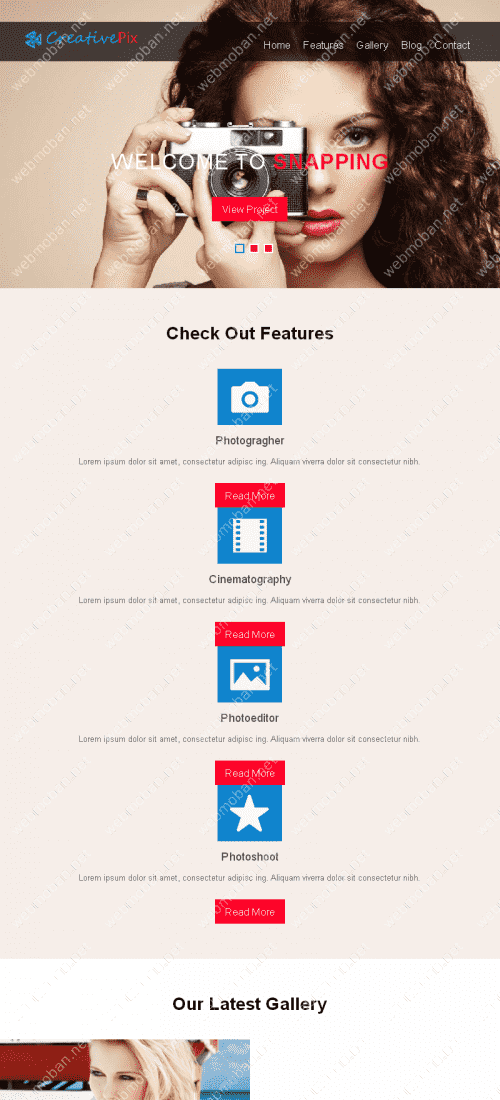 CreativePix
Home Features Gallery Blog Contact
WELCOME TO SNAPPING
View Project
Check Out Features
Photogragher
Lorem ipsum dolor sit amet, consectetur adipisc ing. Aliquam viverra dolor sit consectetur nibh.
Read More
Cinematography
Lorem ipsum dolor sit amet, consectetur adipisc ing. Aliquam viverra dolor sit consectetur nibh.
Read More
Photoeditor
Lorem ipsum dolor sit amet, consectetur adipisc ing. Aliquam viverra dolor sit consectetur nibh.
Read More
Photoshoot
Lorem ipsum dolor sit amet, consectetur adipisc ing. Aliquam viverra dolor sit consectetur nibh.
Read More
Our Latest Gallery
webmoban.net